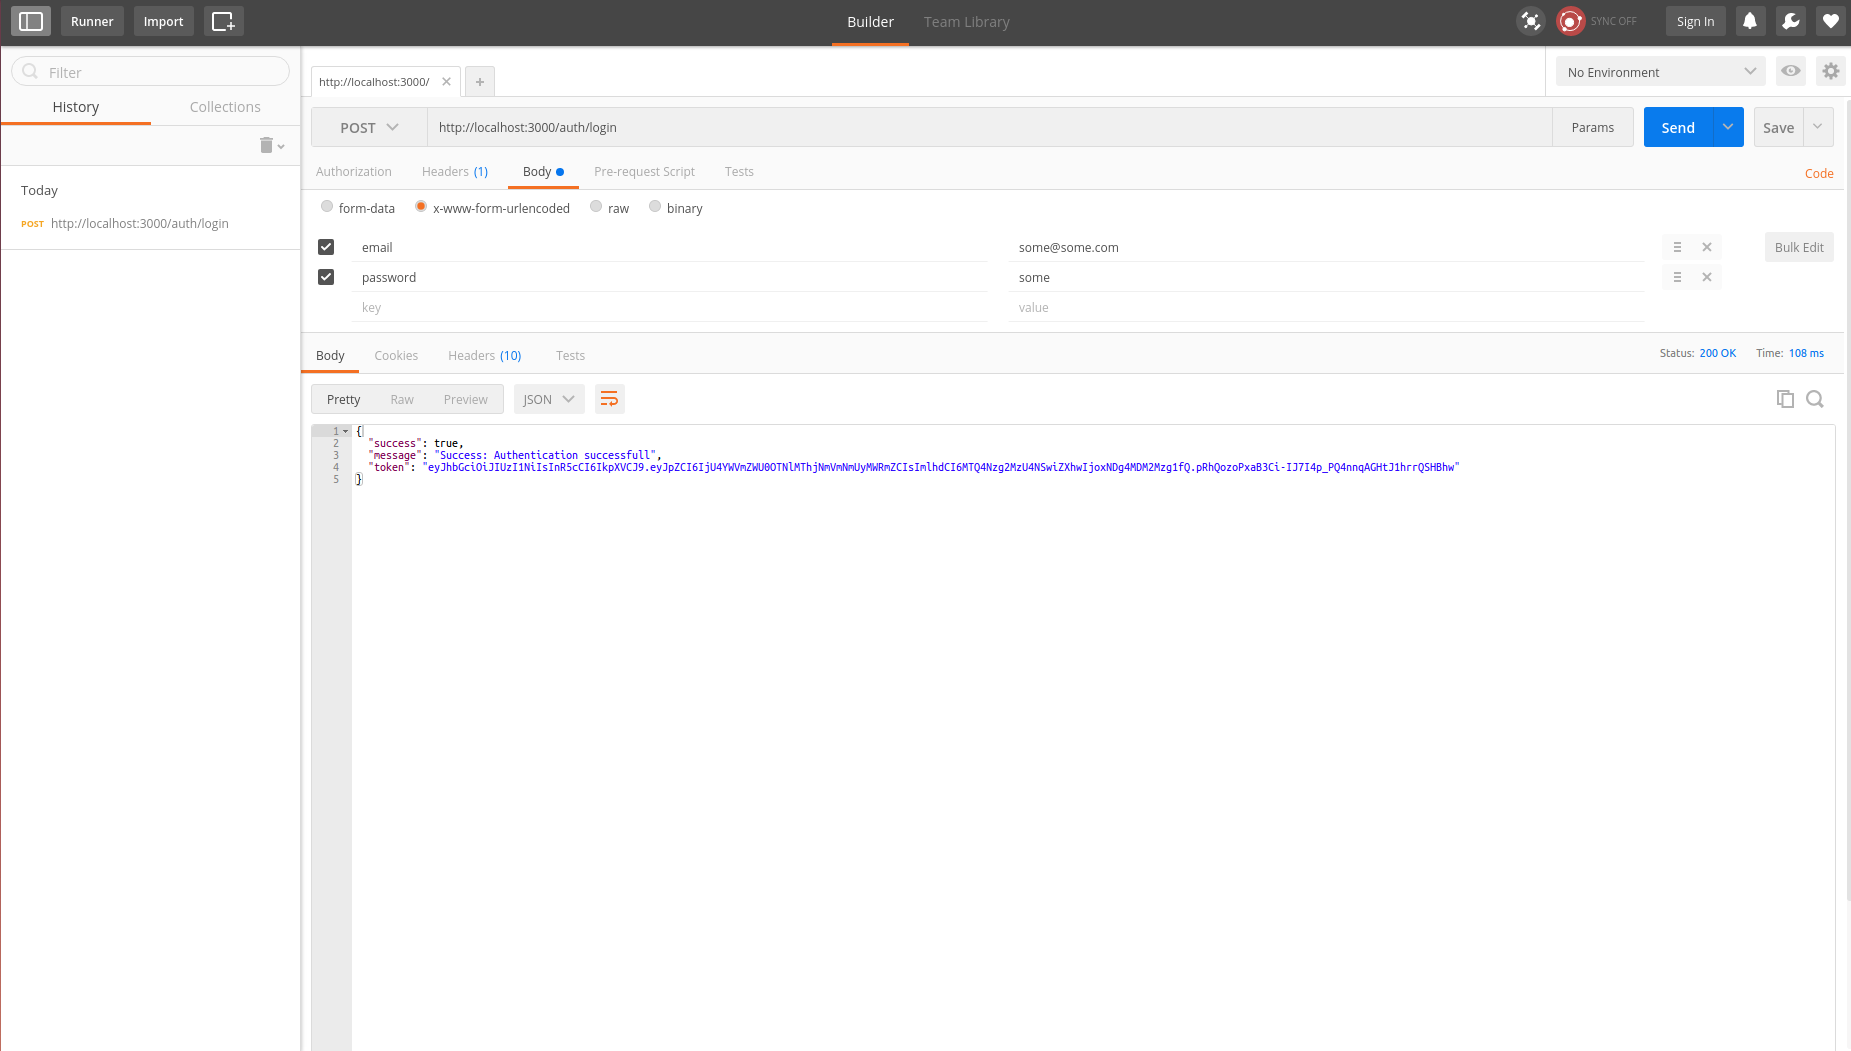 Runner Import Builder Team Library SYNC OFF Sign In
Filter
History Collections
Today
POST http://localhost:3000/auth/login
http://localhost:3000/ No Environment
POST http://localhost:3000/auth/login Params Send Save
Authorization Headers (1) Body Pre-request Script Tests Code
form-data x-www-form-urlencoded raw binary
email some@some.com Bulk Edit
password some
key value
Body Cookies Headers (10) Tests Status: 200 OK Time: 108 ms
Pretty Raw Preview JSON
1 {
2 "success": true,
3 "message": "Success: Authentication successfull",
4 "token": "eyJhbGciOiJIUzI1NiIsInR5cCI6IkpXVCJ9.eyJpZCI6IjU4YWVmZWU0OTNlMThjNmVmNmUyMWRmZCIsImlhdCI6MTQ4Nzg2MzU4NSwiZXhwIjoxNDg4MDM2Mzg1fQ.pRhQozoPxaB3Ci-IJ7I4p_PQ4nnqAGHtJ1hrrQSHBhw"
5 }